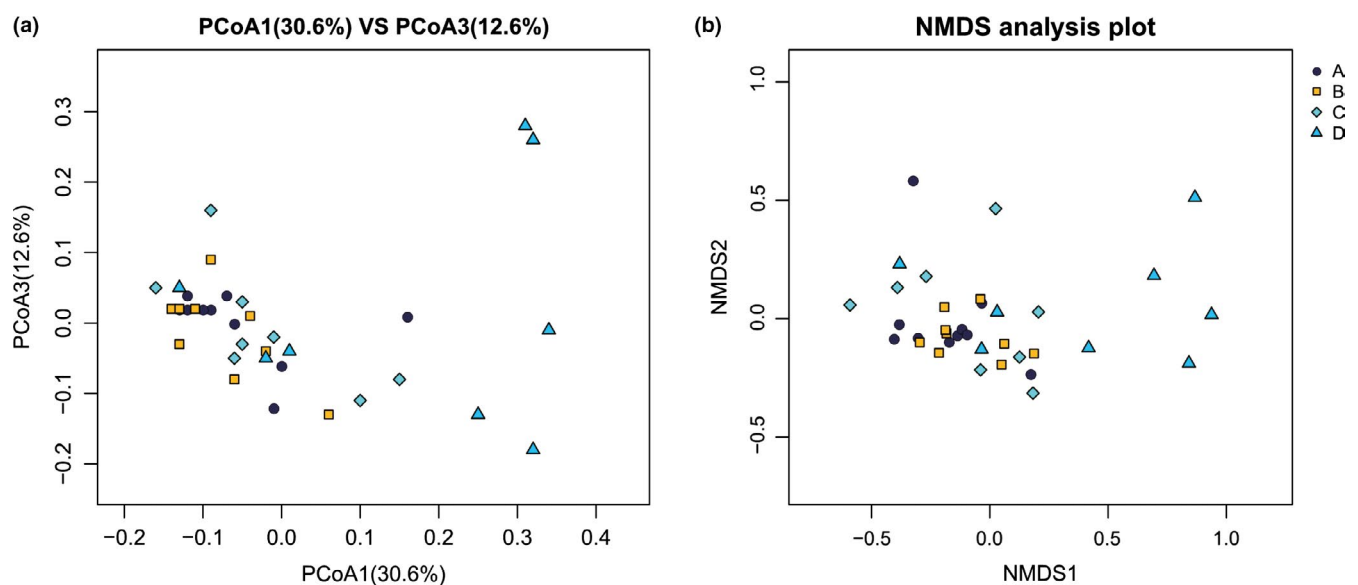 (a)
PCoA1(30.6%) VS PCoA3(12.6%)
PCoA3(12.6%)
0.3
0.2
0.1
0.0
−0.1
−0.2
−0.2 −0.1 0.0 0.1 0.2 0.3 0.4
PCoA1(30.6%)
(b)
NMDS analysis plot
NMDS2
1.0
0.5
0.0
−0.5
−0.5 0.0 0.5 1.0
NMDS1
A
B
C
D